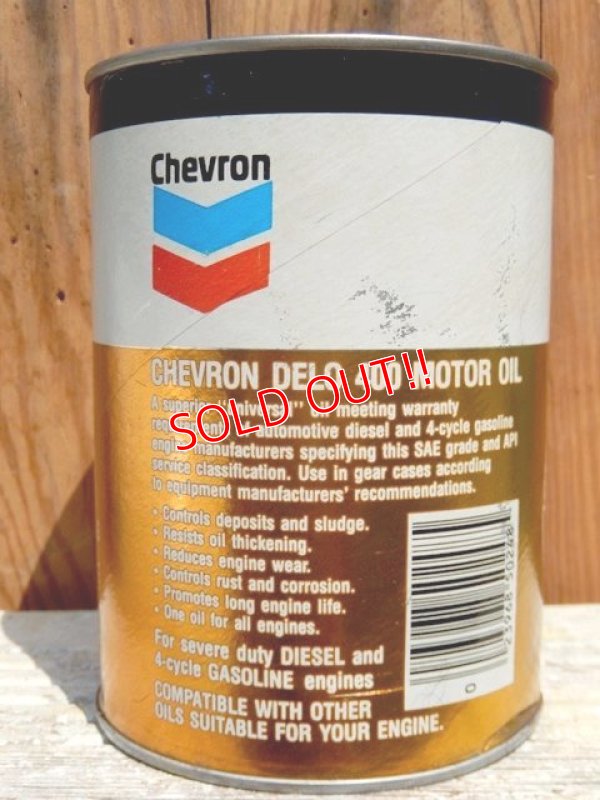 Chevron
CHEVRON DELO 400 MOTOR OIL
SOLD OUT!!
A superior "universal" oil meeting warranty
requirements of automotive diesel and 4-cycle gasoline
engine manufacturers specifying this SAE grade and API
service classification. Use in gear cases according
to equipment manufacturers' recommendations.
• Controls deposits and sludge.
• Resists oil thickening.
• Reduces engine wear.
• Controls rust and corrosion.
• Promotes long engine life.
• One oil for all engines.
For severe duty DIESEL and
4-cycle GASOLINE engines
COMPATIBLE WITH OTHER
OILS SUITABLE FOR YOUR ENGINE.
0